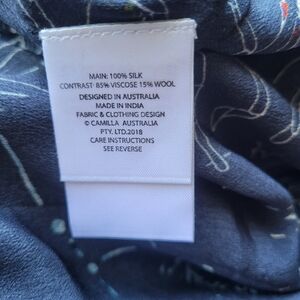 MAIN: 100% SILK
CONTRAST: 85% VISCOSE 15% WOOL
DESIGNED IN AUSTRALIA
MADE IN INDIA
FABRIC & CLOTHING DESIGN
© CAMILLA AUSTRALIA
PTY. LTD.2018
CARE INSTRUCTIONS
SEE REVERSE